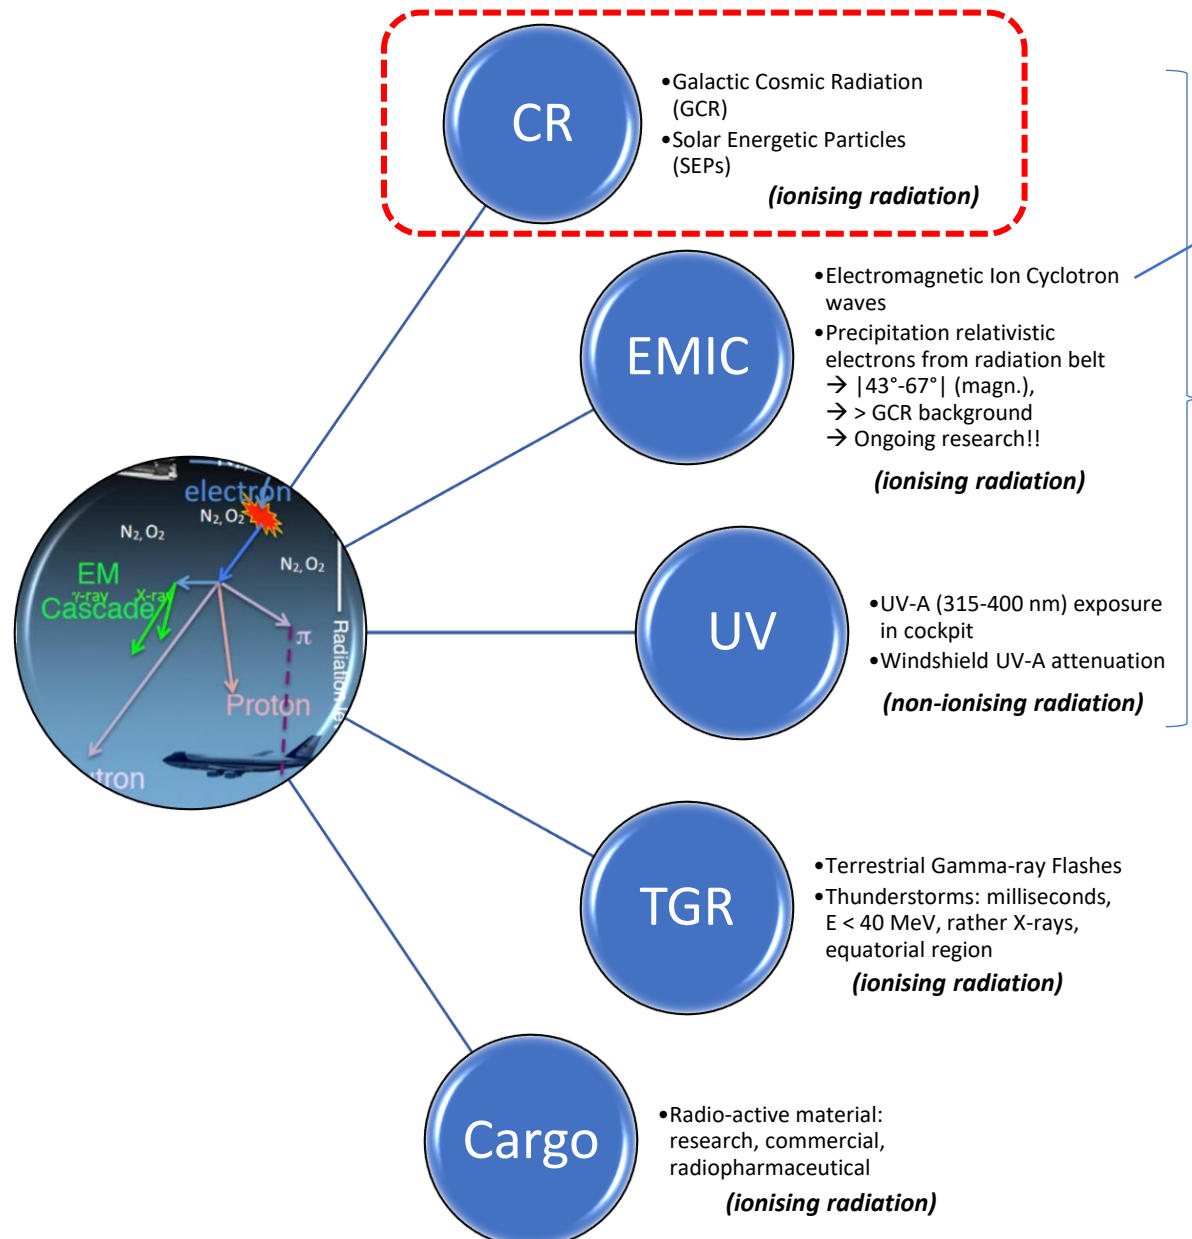 CR
•Galactic Cosmic Radiation
(GCR)
•Solar Energetic Particles
(SEPs)
(ionising radiation)
EMIC
•Electromagnetic Ion Cyclotron
waves
•Precipitation relativistic
electrons from radiation belt
→ |43°-67°| (magn.),
→ > GCR background
→ Ongoing research!!
(ionising radiation)
electron
N₂, O₂
N₂, O₂
N₂, O₂
EM
γ-ray X-ray
Cascade
π
Proton
utron
Radiation le
UV
•UV-A (315-400 nm) exposure
in cockpit
•Windshield UV-A attenuation
(non-ionising radiation)
TGR
•Terrestrial Gamma-ray Flashes
•Thunderstorms: milliseconds,
E < 40 MeV, rather X-rays,
equatorial region
(ionising radiation)
Cargo
•Radio-active material:
research, commercial,
radiopharmaceutical
(ionising radiation)